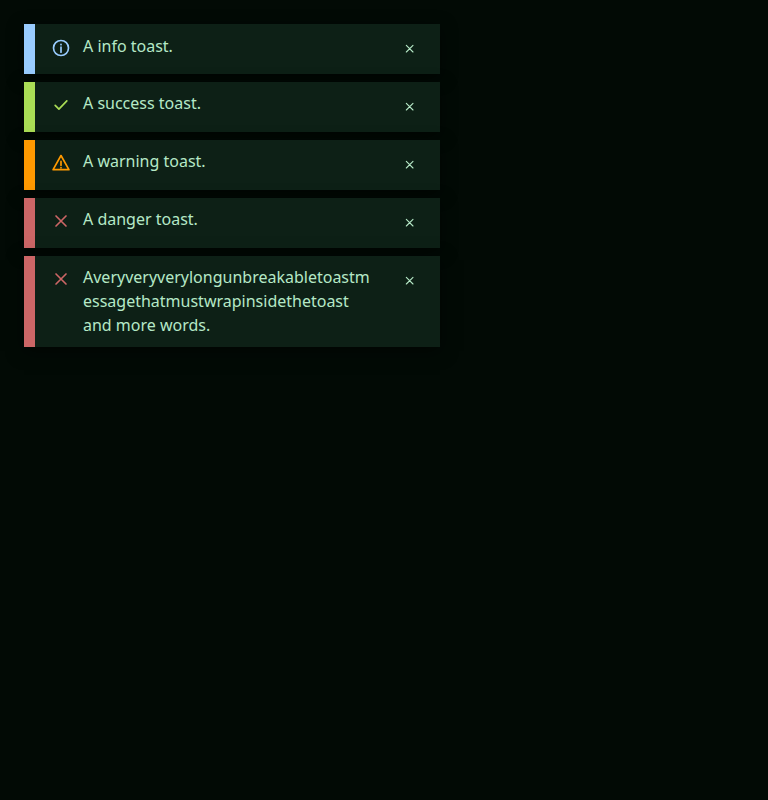 A info toast.
A success toast.
A warning toast.
A danger toast.
Averyveryverylongunbreakabletoastm
essagethatmustwrapinsidethetoast
and more words.